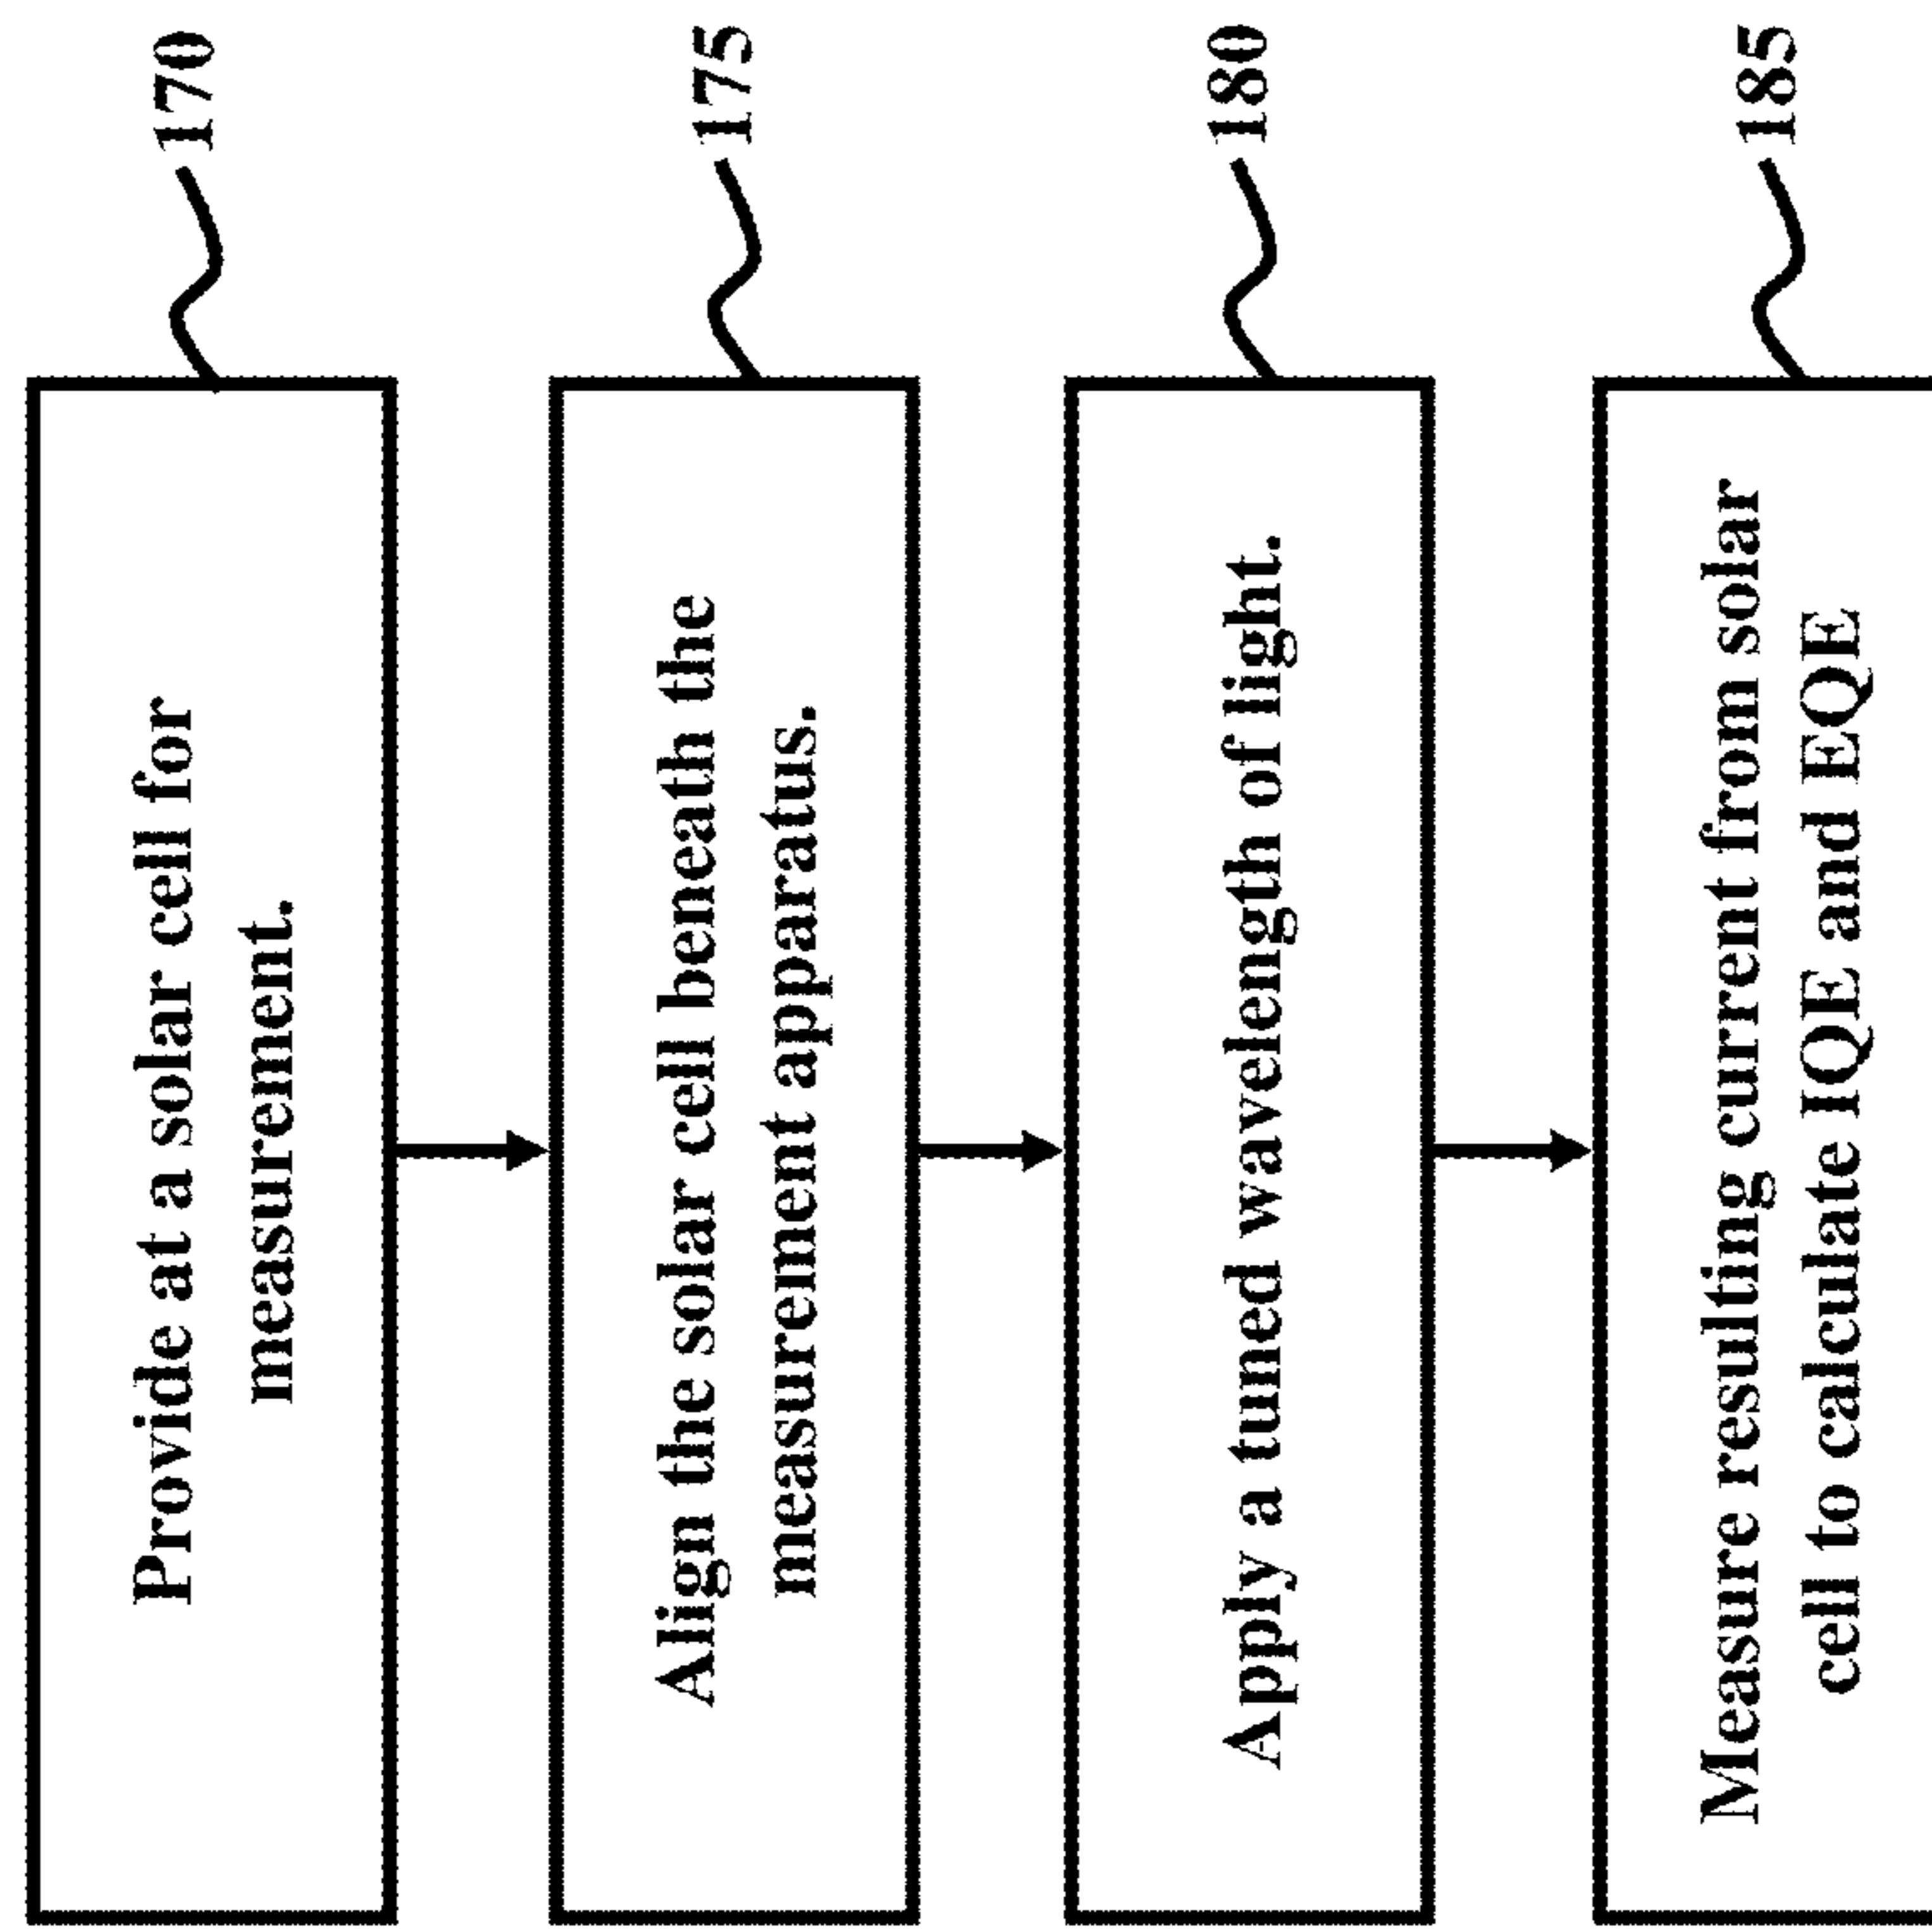 Provide at a solar cell for
measurement.
170
Align the solar cell beneath the
measurement apparatus.
175
Apply a tuned wavelength of light.
180
Measure resulting current from solar
cell to calculate IQE and EQE
185